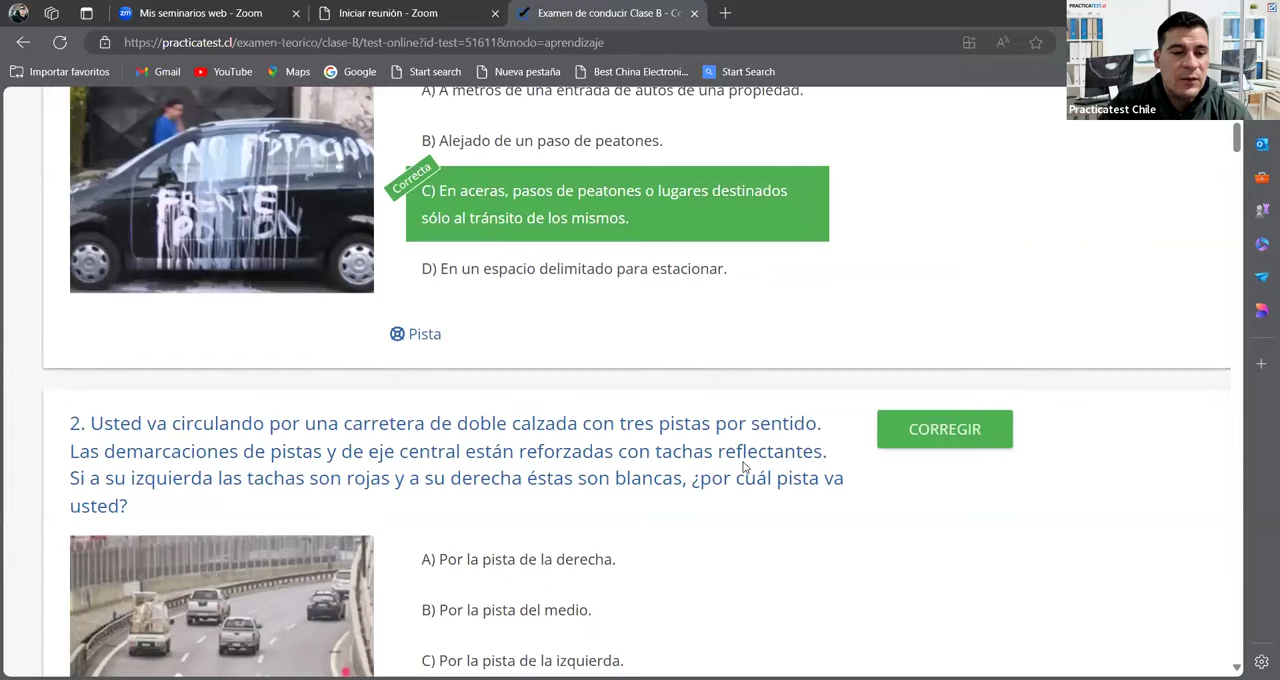 Mis seminarios web - Zoom
Iniciar reunión - Zoom
Examen de conducir Clase B - Co
https://practicatest.cl/examen-teorico/clase-B/test-online?id-test=51611&modo=aprendizaje
Importar favoritos
Gmail
YouTube
Maps
Google
Start search
Nueva pestaña
Best China Electroni...
Start Search
PRACTICATEST.CL
Practicatest Chile
A) A metros de una entrada de autos de una propiedad.
B) Alejado de un paso de peatones.
Correcta
C) En aceras, pasos de peatones o lugares destinados
sólo al tránsito de los mismos.
D) En un espacio delimitado para estacionar.
NO ESTACAN
FRENTE
PORTON
Pista
2. Usted va circulando por una carretera de doble calzada con tres pistas por sentido.
Las demarcaciones de pistas y de eje central están reforzadas con tachas reflectantes.
Si a su izquierda las tachas son rojas y a su derecha éstas son blancas, ¿por cuál pista va
usted?
CORREGIR
A) Por la pista de la derecha.
B) Por la pista del medio.
C) Por la pista de la izquierda.